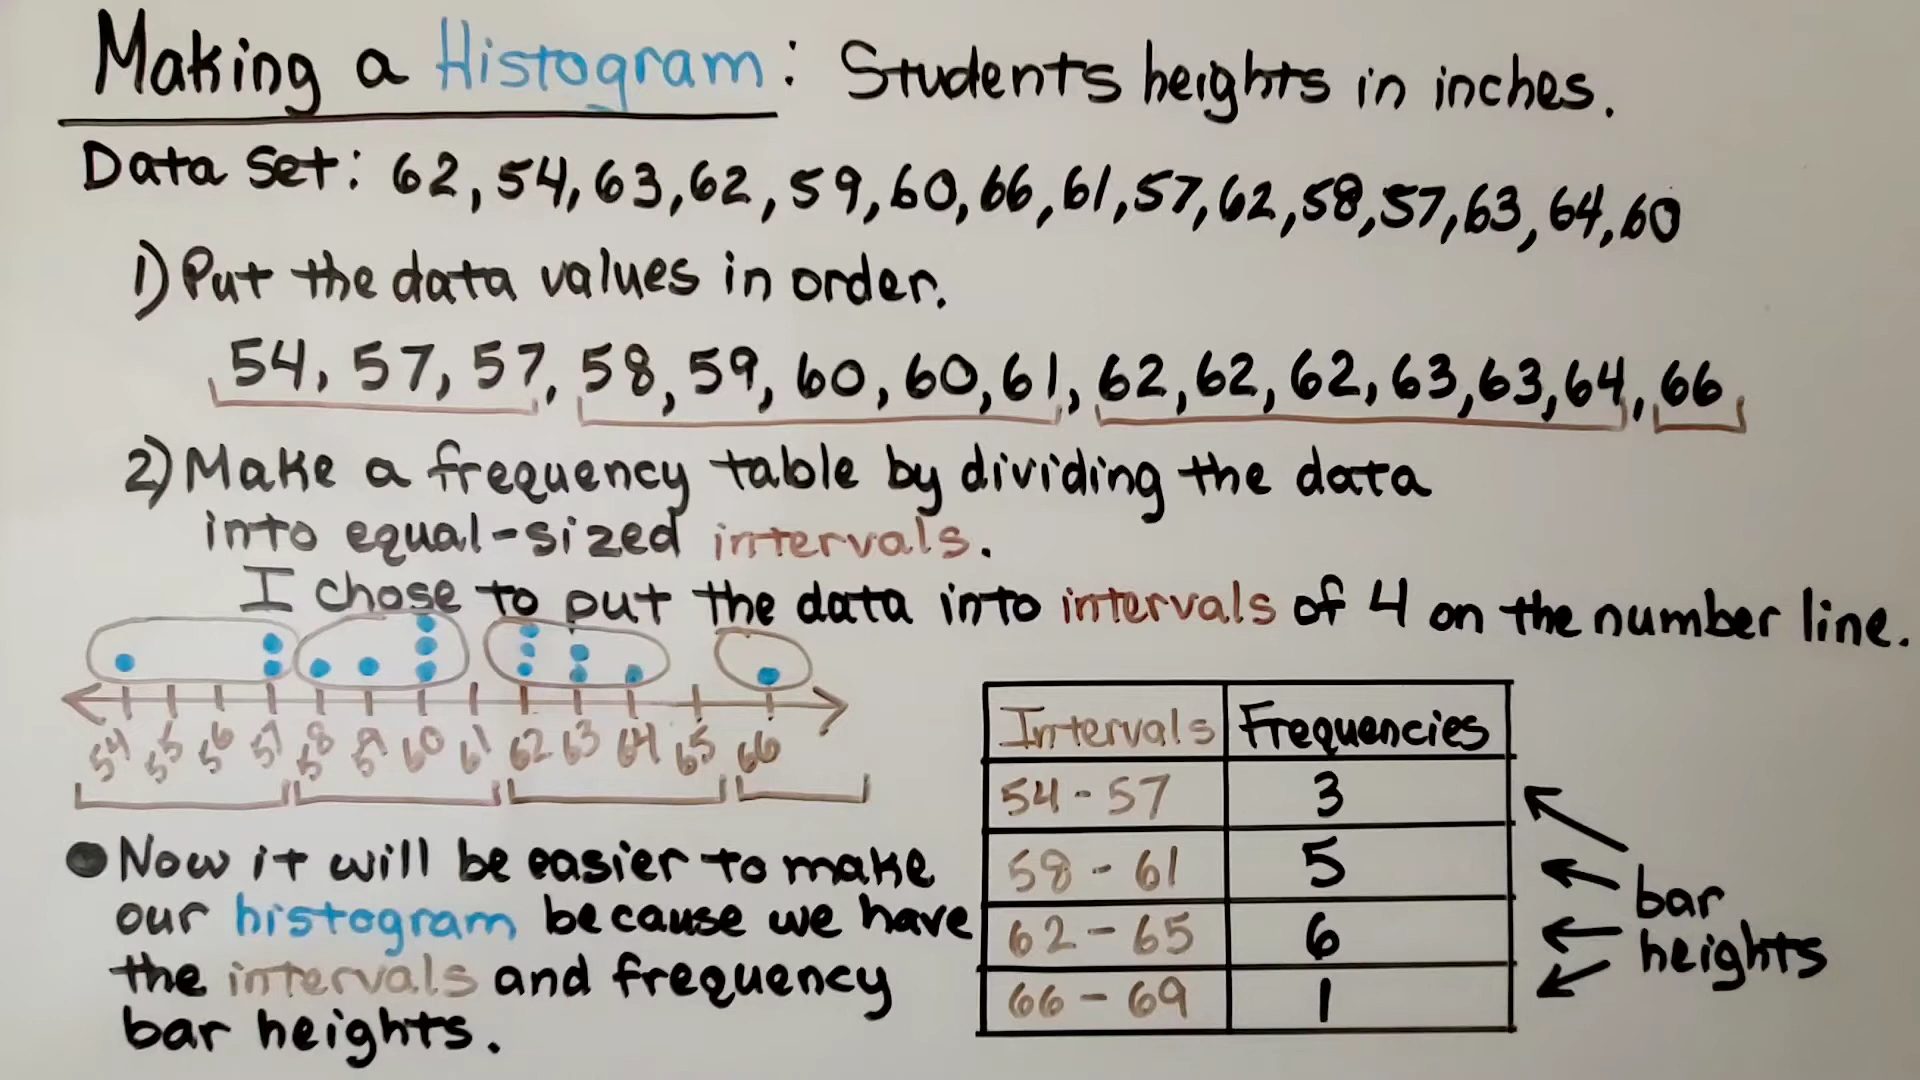 Making a Histogram: Students heights in inches.
Data Set: 62, 54, 63, 62, 59, 60, 66, 61, 57, 62, 58, 57, 63, 64, 60
1) Put the data values in order.
54, 57, 57, 58, 59, 60, 60, 61, 62, 62, 62, 63, 63, 64, 66
2) Make a frequency table by dividing the data
into equal-sized intervals.
I chose to put the data into intervals of 4 on the number line.
54 55 56 57 58 59 60 61 62 63 64 65 66
Intervals Frequencies
54 - 57 3
58 - 61 5
62 - 65 6
66 - 69 1
bar
heights
Now it will be easier to make
our histogram because we have
the intervals and frequency
bar heights.